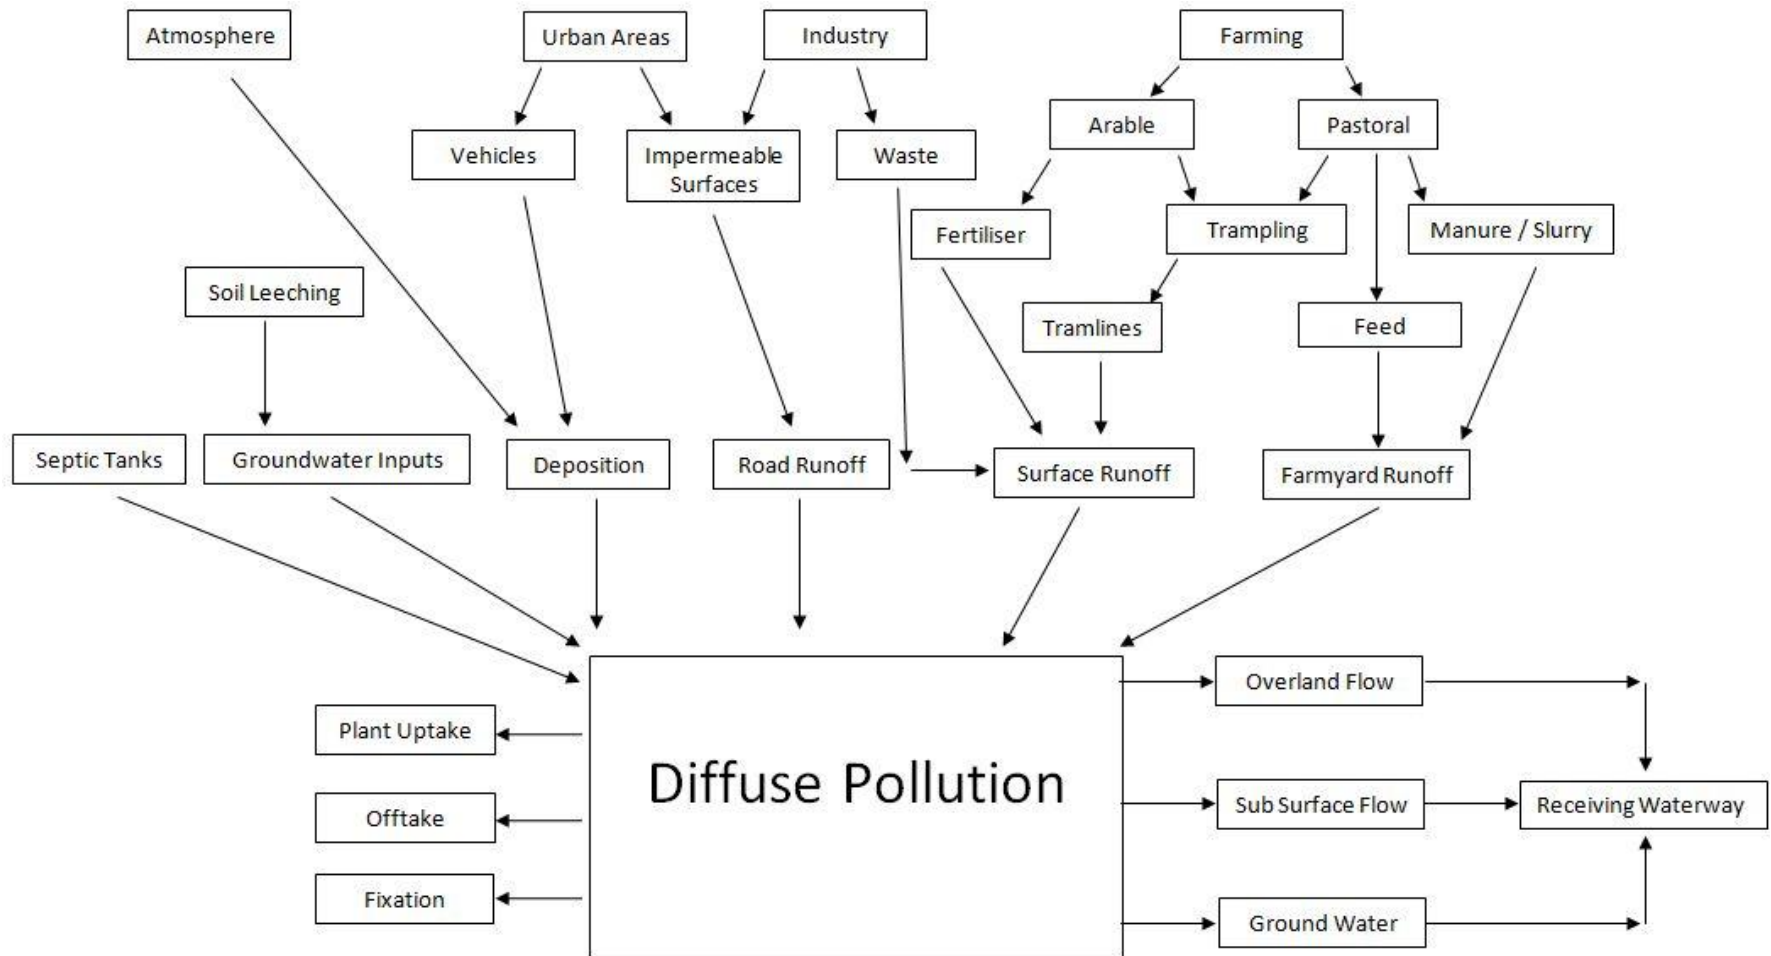 Atmosphere
Urban Areas
Industry
Farming
Arable
Pastoral
Vehicles
Impermeable
Surfaces
Waste
Fertiliser
Trampling
Manure / Slurry
Soil Leeching
Tramlines
Feed
Septic Tanks
Groundwater Inputs
Deposition
Road Runoff
Surface Runoff
Farmyard Runoff
Overland Flow
Plant Uptake
Diffuse Pollution
Sub Surface Flow
Receiving Waterway
Offtake
Fixation
Ground Water